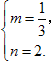 m = 1/3,
n = 2.